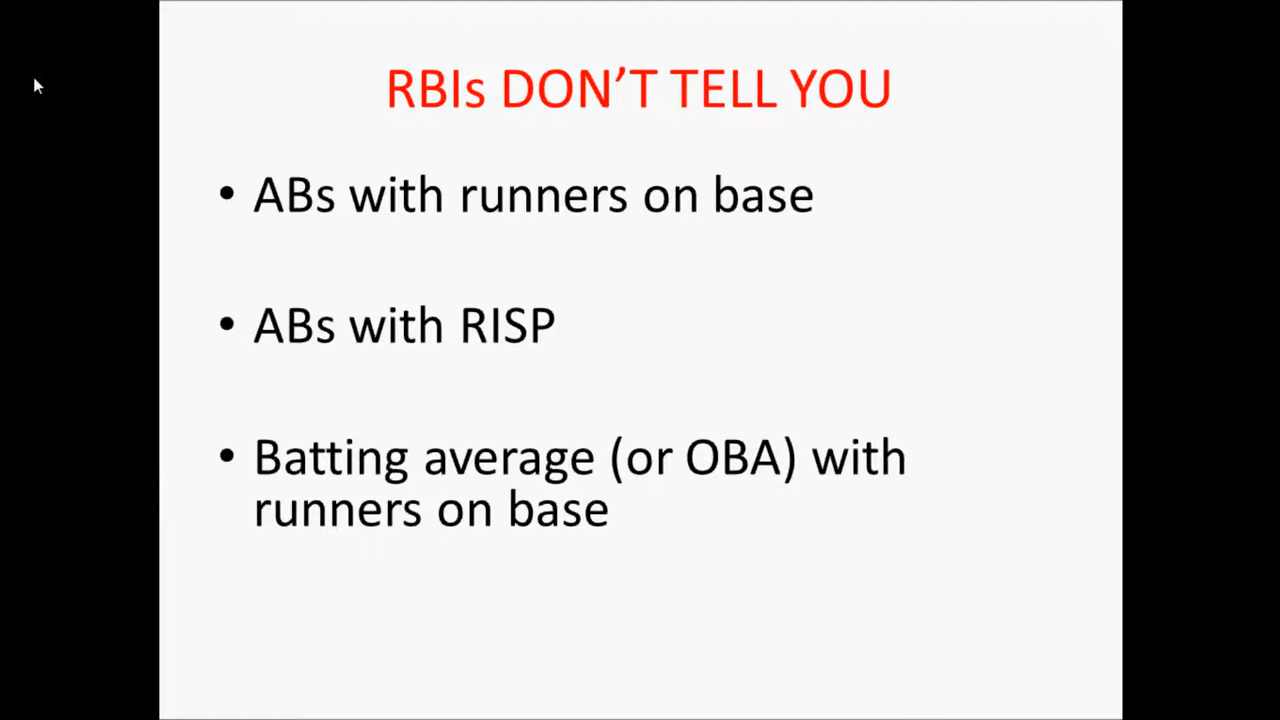 RBIs DON’T TELL YOU
• ABs with runners on base
• ABs with RISP
• Batting average (or OBA) with
runners on base